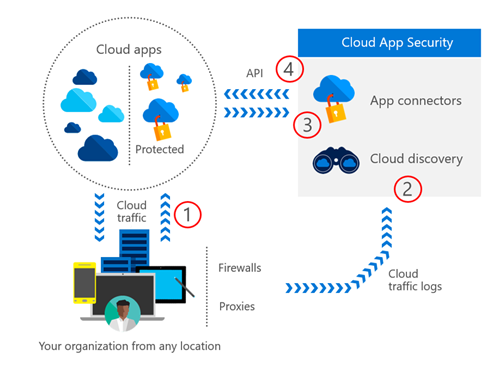 Cloud apps
Protected
API
4
3
Cloud App Security
App connectors
Cloud discovery
2
Cloud
traffic
1
Firewalls
Proxies
Cloud
traffic logs
Your organization from any location